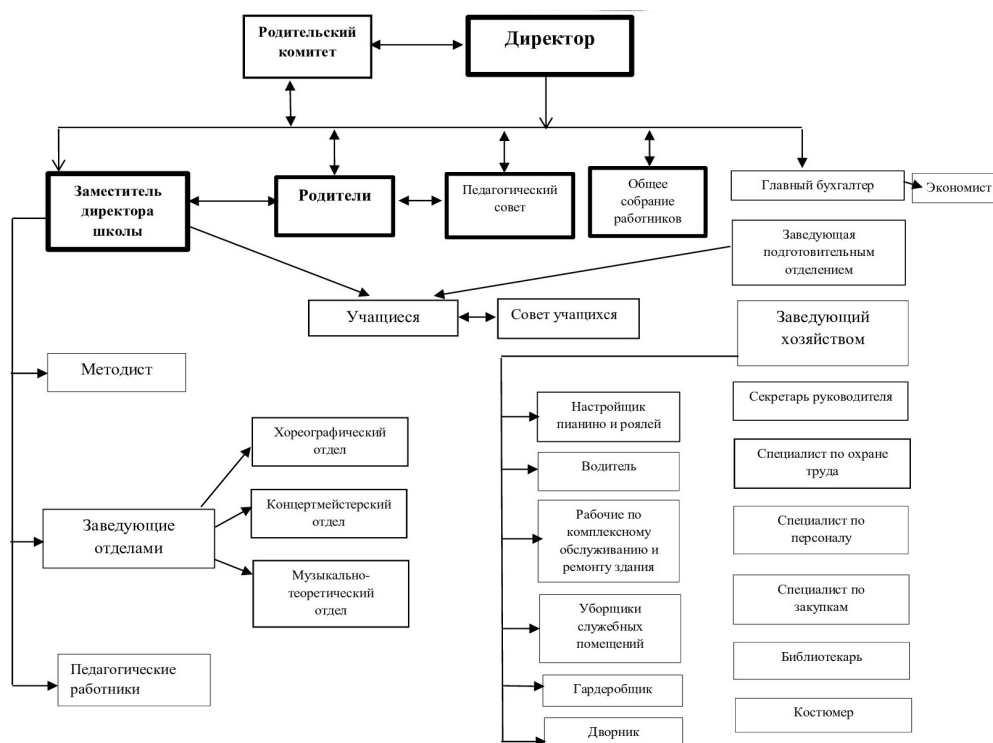 Родительский
комитет
Директор
Заместитель
директора
школы
Родители
Педагогический
совет
Общее
собрание
работников
Главный бухгалтер
Экономист
Заведующая
подготовительным
отделением
Учащиеся
Совет учащихся
Заведующий
хозяйством
Методист
Хореографический
отдел
Заведующие
отделами
Концертмейстерский
отдел
Музыкально-
теоретический
отдел
Педагогические
работники
Настройщик
пианино и роялей
Водитель
Рабочие по
комплексному
обслуживанию и
ремонту здания
Уборщики
служебных
помещений
Гардеробщик
Дворник
Секретарь руководителя
Специалист по охране
труда
Специалист по
персоналу
Специалист по
закупкам
Библиотекарь
Костюмер